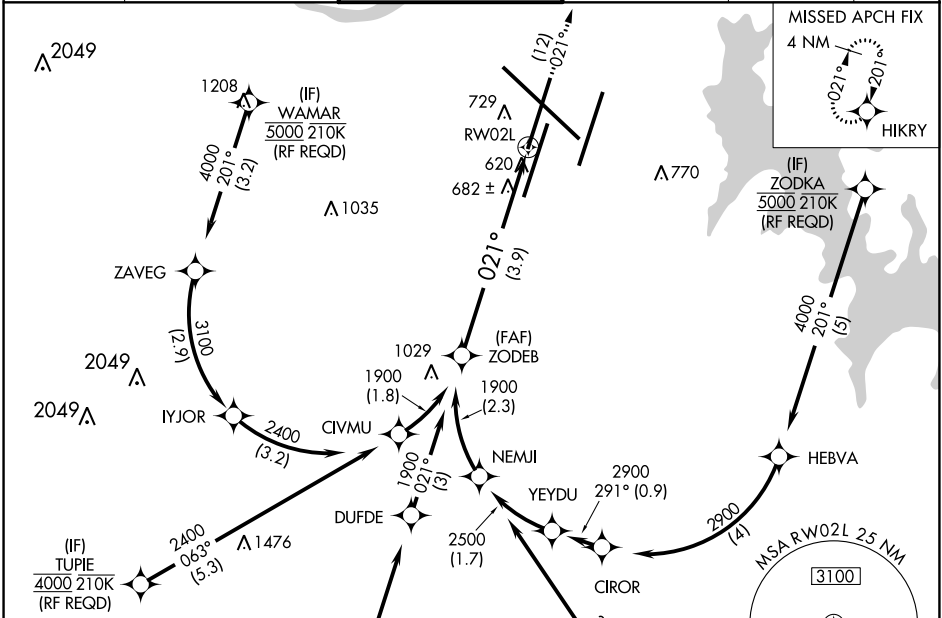 2049
1208
(IF)
WAMAR
5000 210K
(RF REQD)
4000
201°
(3.2)
1035
ZAVEG
3100
(2.9)
2049
2049
IYJOR
2400
(3.2)
CIVMU
1029
1900
(1.8)
(FAF)
ZODEB
1900
(2.3)
021°
(3.9)
729
RW02L
620
682 ±
(12)
021°
770
MISSED APCH FIX
4 NM
021°
201°
HIKRY
(IF)
ZODKA
5000 210K
(RF REQD)
4000
201°
(5)
HEBVA
2900
(4)
CIROR
2900
291° (0.9)
YEYDU
NEMJI
2500
(1.7)
1900
021°
(3)
DUFDE
2400
063°
(5.3)
1476
(IF)
TUPIE
4000 210K
(RF REQD)
MSA RW02L 25 NM
3100